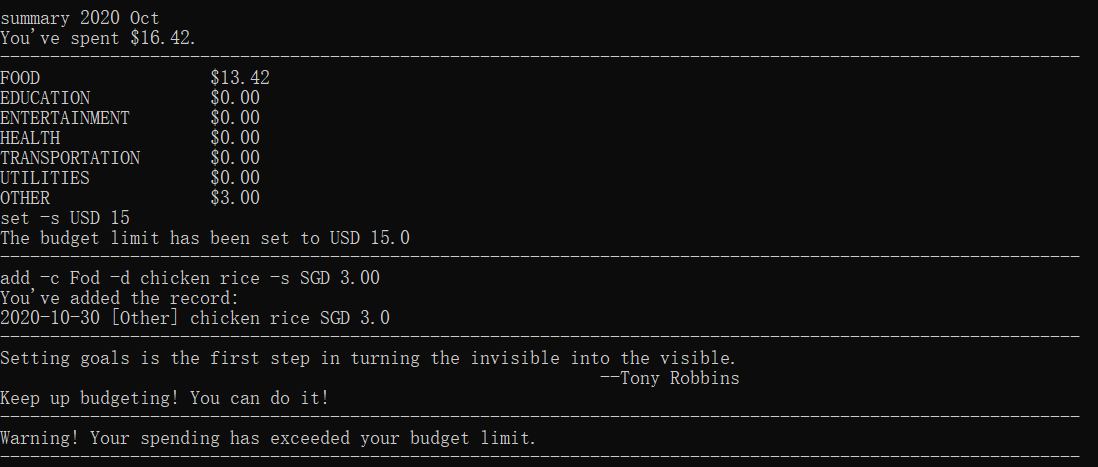 summary 2020 Oct
You've spent $16.42.
FOOD $13.42
EDUCATION $0.00
ENTERTAINMENT $0.00
HEALTH $0.00
TRANSPORTATION $0.00
UTILITIES $0.00
OTHER $3.00
set -s USD 15
The budget limit has been set to USD 15.0
add -c Fod -d chicken rice -s SGD 3.00
You've added the record:
2020-10-30 [Other] chicken rice SGD 3.0
Setting goals is the first step in turning the invisible into the visible.
--Tony Robbins
Keep up budgeting! You can do it!
Warning! Your spending has exceeded your budget limit.